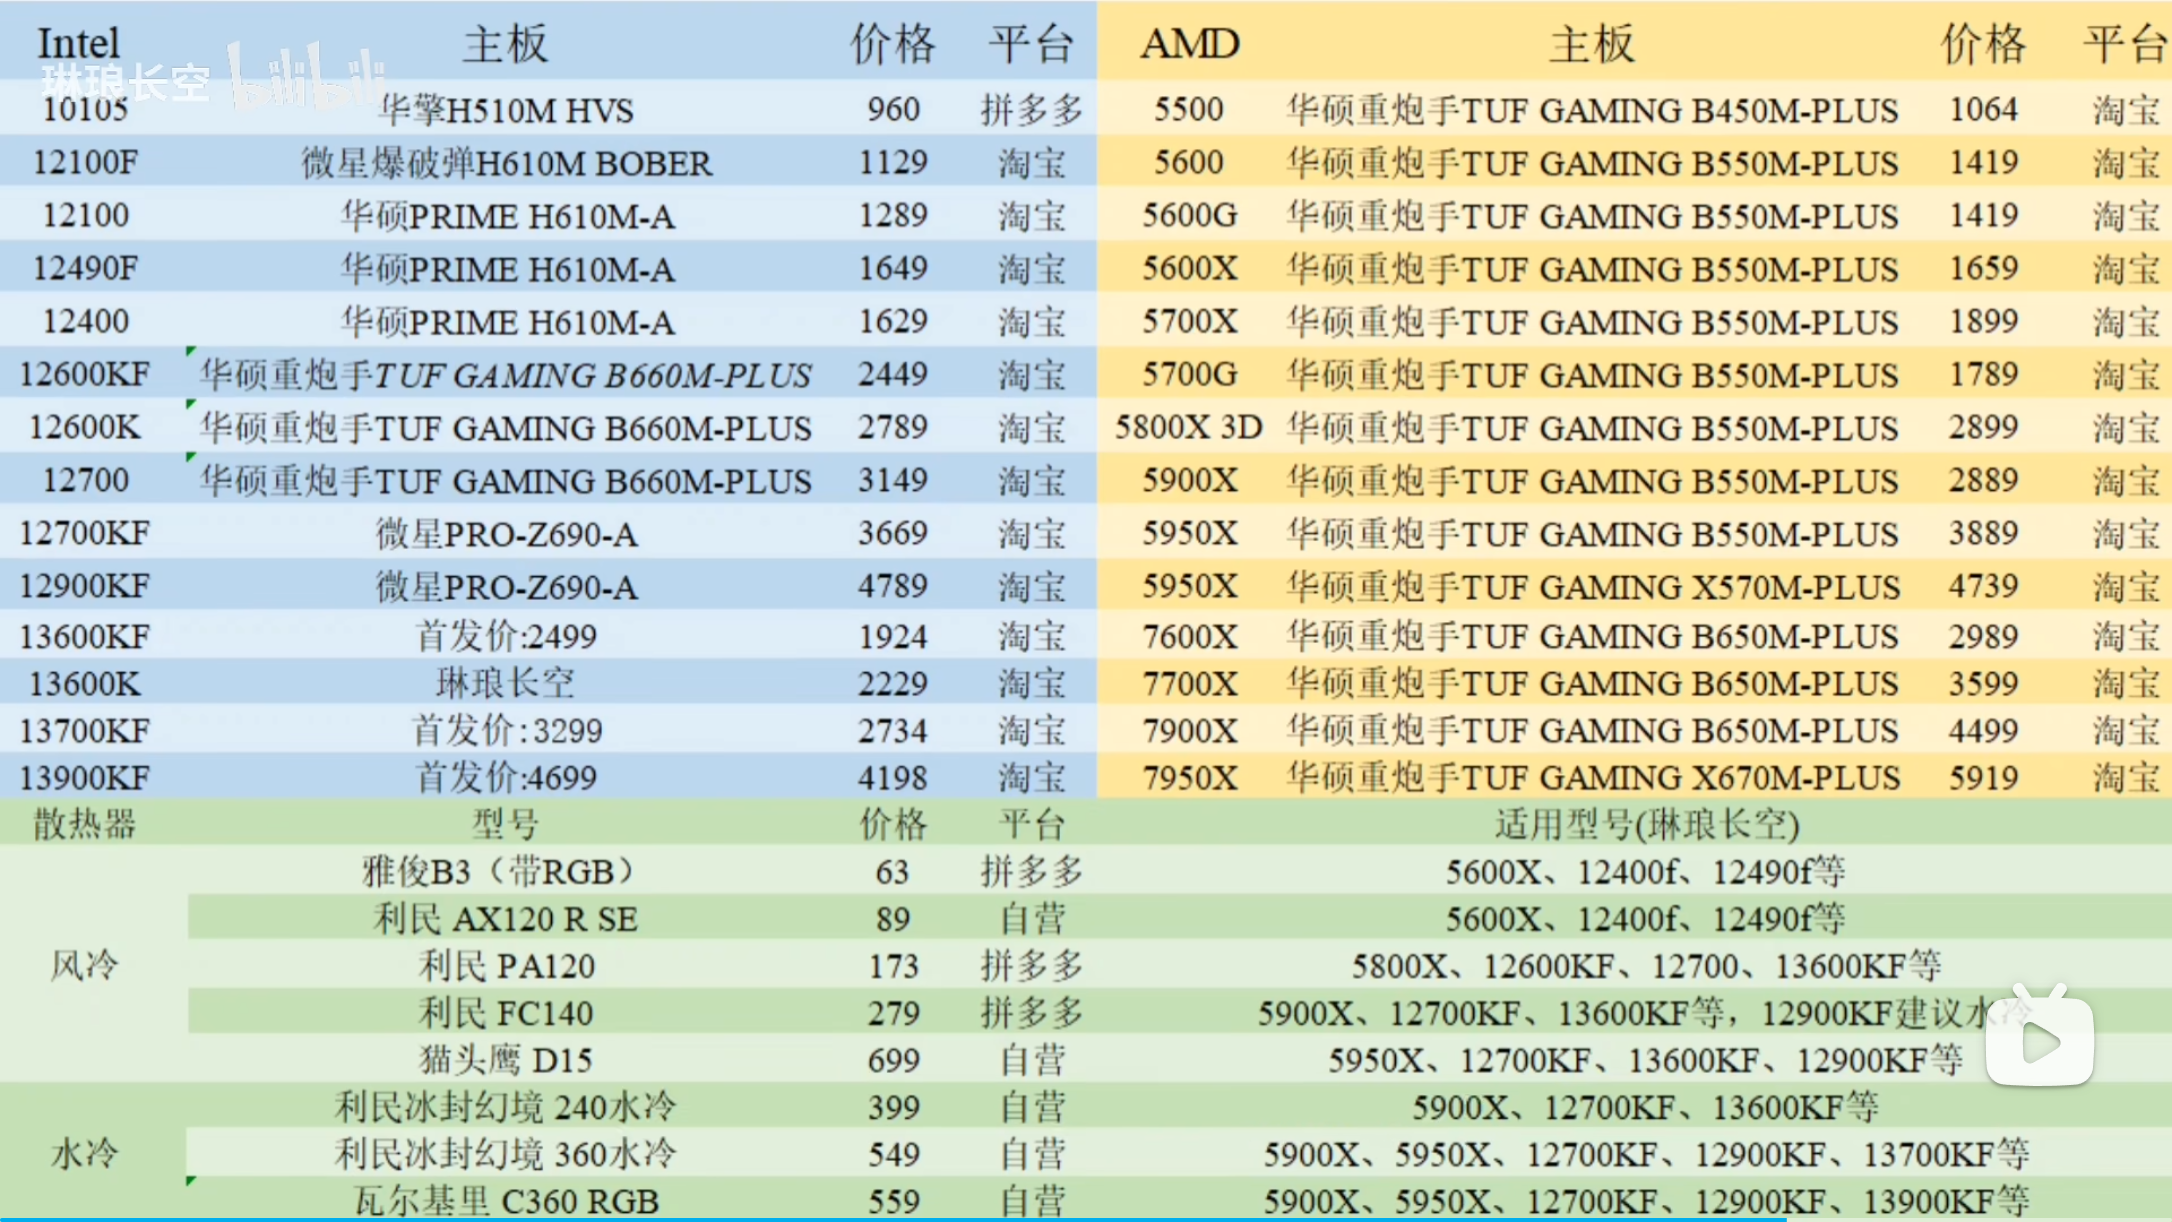 Intel 主板 价格 平台 AMD 主板 价格 平台
琳琅长空 bilibili
10105 华擎H510M HVS 960 拼多多 5500 华硕重炮手TUF GAMING B450M-PLUS 1064 淘宝
12100F 微星爆破弹H610M BOBER 1129 淘宝 5600 华硕重炮手TUF GAMING B550M-PLUS 1419 淘宝
12100 华硕PRIME H610M-A 1289 淘宝 5600G 华硕重炮手TUF GAMING B550M-PLUS 1419 淘宝
12490F 华硕PRIME H610M-A 1649 淘宝 5600X 华硕重炮手TUF GAMING B550M-PLUS 1659 淘宝
12400 华硕PRIME H610M-A 1629 淘宝 5700X 华硕重炮手TUF GAMING B550M-PLUS 1899 淘宝
12600KF 华硕重炮手TUF GAMING B660M-PLUS 2449 淘宝 5700G 华硕重炮手TUF GAMING B550M-PLUS 1789 淘宝
12600K 华硕重炮手TUF GAMING B660M-PLUS 2789 淘宝 5800X 3D 华硕重炮手TUF GAMING B550M-PLUS 2899 淘宝
12700 华硕重炮手TUF GAMING B660M-PLUS 3149 淘宝 5900X 华硕重炮手TUF GAMING B550M-PLUS 2889 淘宝
12700KF 微星PRO-Z690-A 3669 淘宝 5950X 华硕重炮手TUF GAMING B550M-PLUS 3889 淘宝
12900KF 微星PRO-Z690-A 4789 淘宝 5950X 华硕重炮手TUF GAMING X570M-PLUS 4739 淘宝
13600KF 首发价:2499 1924 淘宝 7600X 华硕重炮手TUF GAMING B650M-PLUS 2989 淘宝
13600K 琳琅长空 2229 淘宝 7700X 华硕重炮手TUF GAMING B650M-PLUS 3599 淘宝
13700KF 首发价:3299 2734 淘宝 7900X 华硕重炮手TUF GAMING B650M-PLUS 4499 淘宝
13900KF 首发价:4699 4198 淘宝 7950X 华硕重炮手TUF GAMING X670M-PLUS 5919 淘宝
散热器 型号 价格 平台 适用型号(琳琅长空)
雅俊B3（带RGB） 63 拼多多 5600X、12400f、12490f等
利民 AX120 R SE 89 自营 5600X、12400f、12490f等
风冷 利民 PA120 173 拼多多 5800X、12600KF、12700、13600KF等
利民 FC140 279 拼多多 5900X、12700KF、13600KF等，12900KF建议水冷
猫头鹰 D15 699 自营 5950X、12700KF、13600KF、12900KF等
利民冰封幻境 240水冷 399 自营 5900X、12700KF、13600KF等
水冷 利民冰封幻境 360水冷 549 自营 5900X、5950X、12700KF、12900KF、13700KF等
瓦尔基里 C360 RGB 559 自营 5900X、5950X、12700KF、12900KF、13900KF等